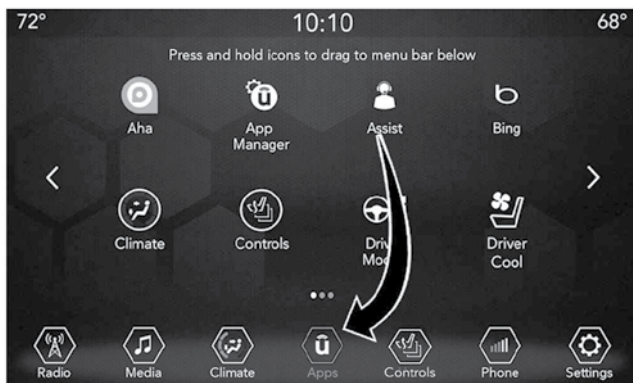 72° 10:10 68°
Press and hold icons to drag to menu bar below
Aha App Manager Assist Bing
Climate Controls Driver
Cool
Radio Media Climate Apps Controls Phone Settings